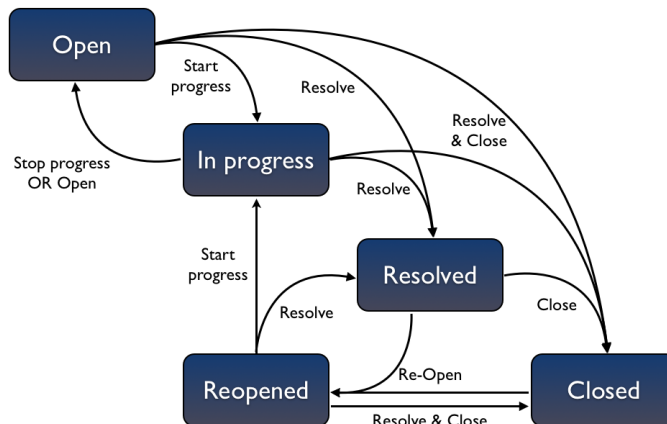 Open
Start
progress
Resolve
Resolve
& Close
Stop progress
OR Open
In progress
Resolve
Start
progress
Resolved
Resolve
Close
Re-Open
Reopened
Closed
Resolve & Close